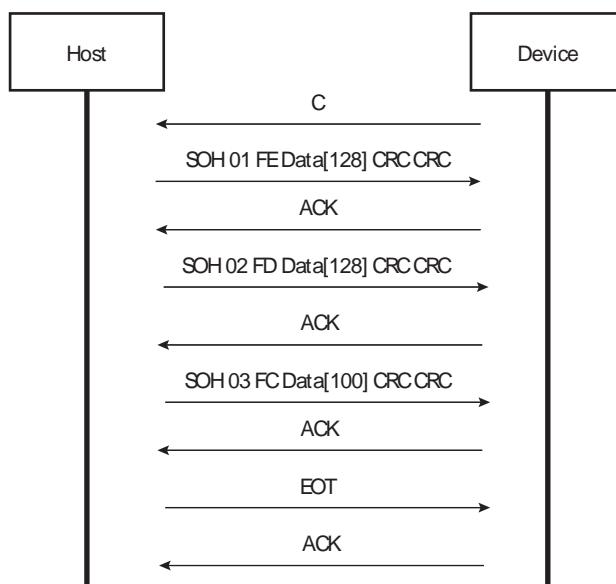 Host
Device
C
SOH 01 FE Data[128] CRC CRC
ACK
SOH 02 FD Data[128] CRC CRC
ACK
SOH 03 FC Data[100] CRC CRC
ACK
EOT
ACK